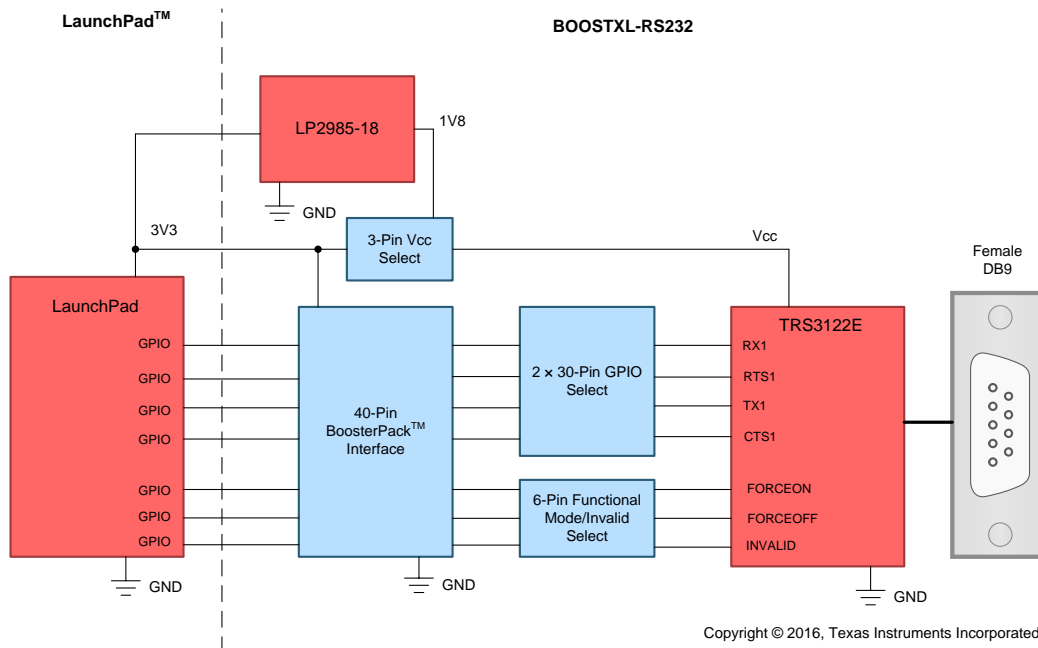 LaunchPad™
BOOSTXL-RS232
LP2985-18
1V8
GND
3V3
3-Pin Vcc
Select
Vcc
Female
DB9
LaunchPad
GPIO
GPIO
GPIO
GPIO
GPIO
GPIO
GPIO
GND
40-Pin
BoosterPack™
Interface
GND
2 × 30-Pin GPIO
Select
6-Pin Functional
Mode/Invalid
Select
TRS3122E
RX1
RTS1
TX1
CTS1
FORCEON
FORCEOFF
INVALID
GND
Copyright © 2016, Texas Instruments Incorporated